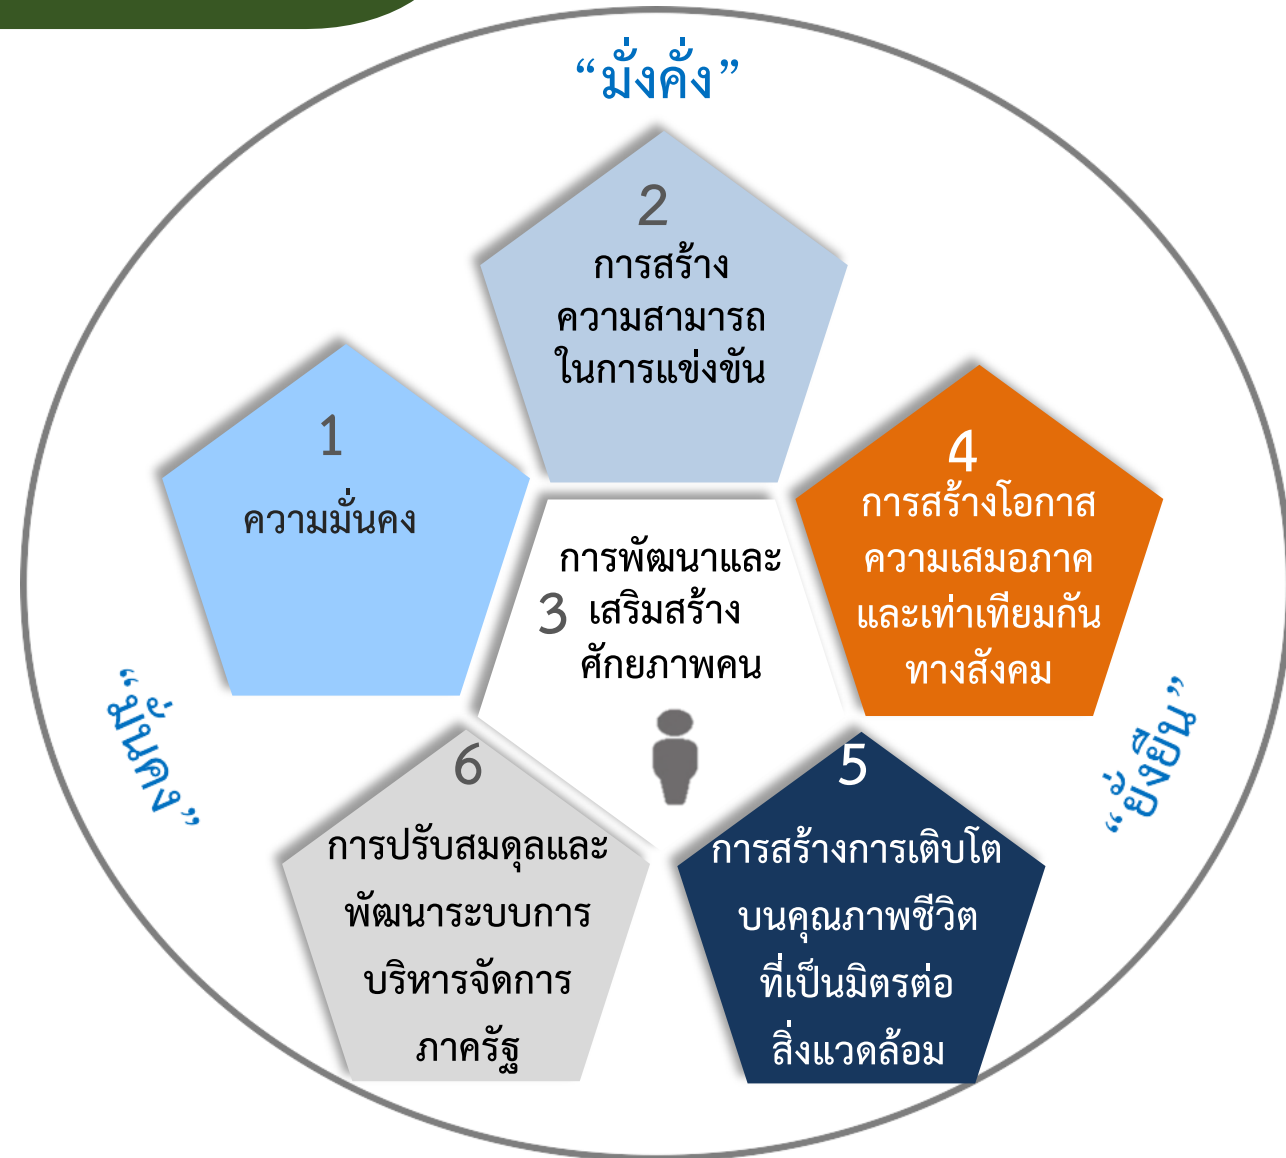 “มั่งคั่ง”
2
การสร้าง
ความสามารถ
ในการแข่งขัน
1
ความมั่นคง
4
การสร้างโอกาส
ความเสมอภาค
และเท่าเทียมกัน
ทางสังคม
การพัฒนาและ
3 เสริมสร้าง
ศักยภาพคน
“มั่นคง”
“ยั่งยืน”
6
การปรับสมดุลและ
พัฒนาระบบการ
บริหารจัดการ
ภาครัฐ
5
การสร้างการเติบโต
บนคุณภาพชีวิต
ที่เป็นมิตรต่อ
สิ่งแวดล้อม